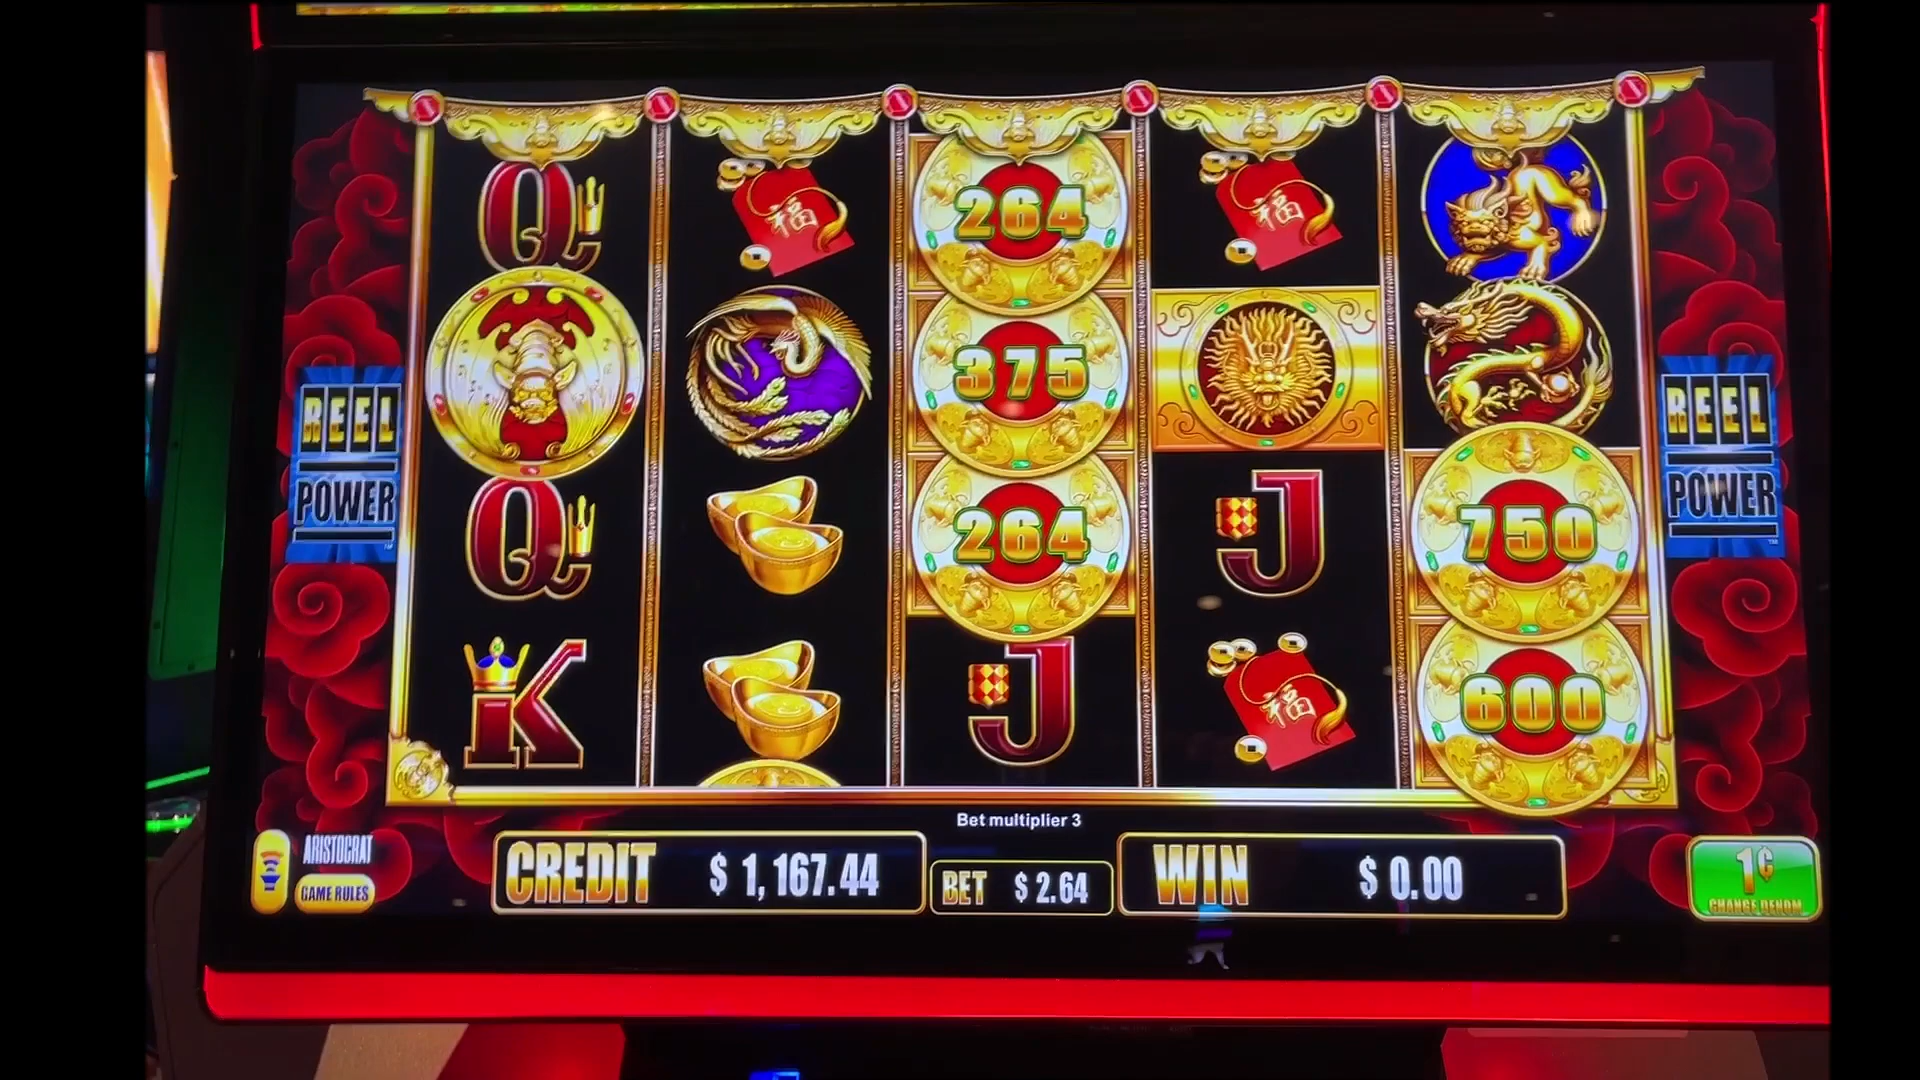 Q
福
264
福
375
REEL
POWER
REEL
POWER
™
Q
264
J
750
K
J
福
600
Bet multiplier 3
ARISTOCRAT
GAME RULES
CREDIT $ 1,167.44
BET $ 2.64
WIN $ 0.00
1¢
CHANGE DENOM